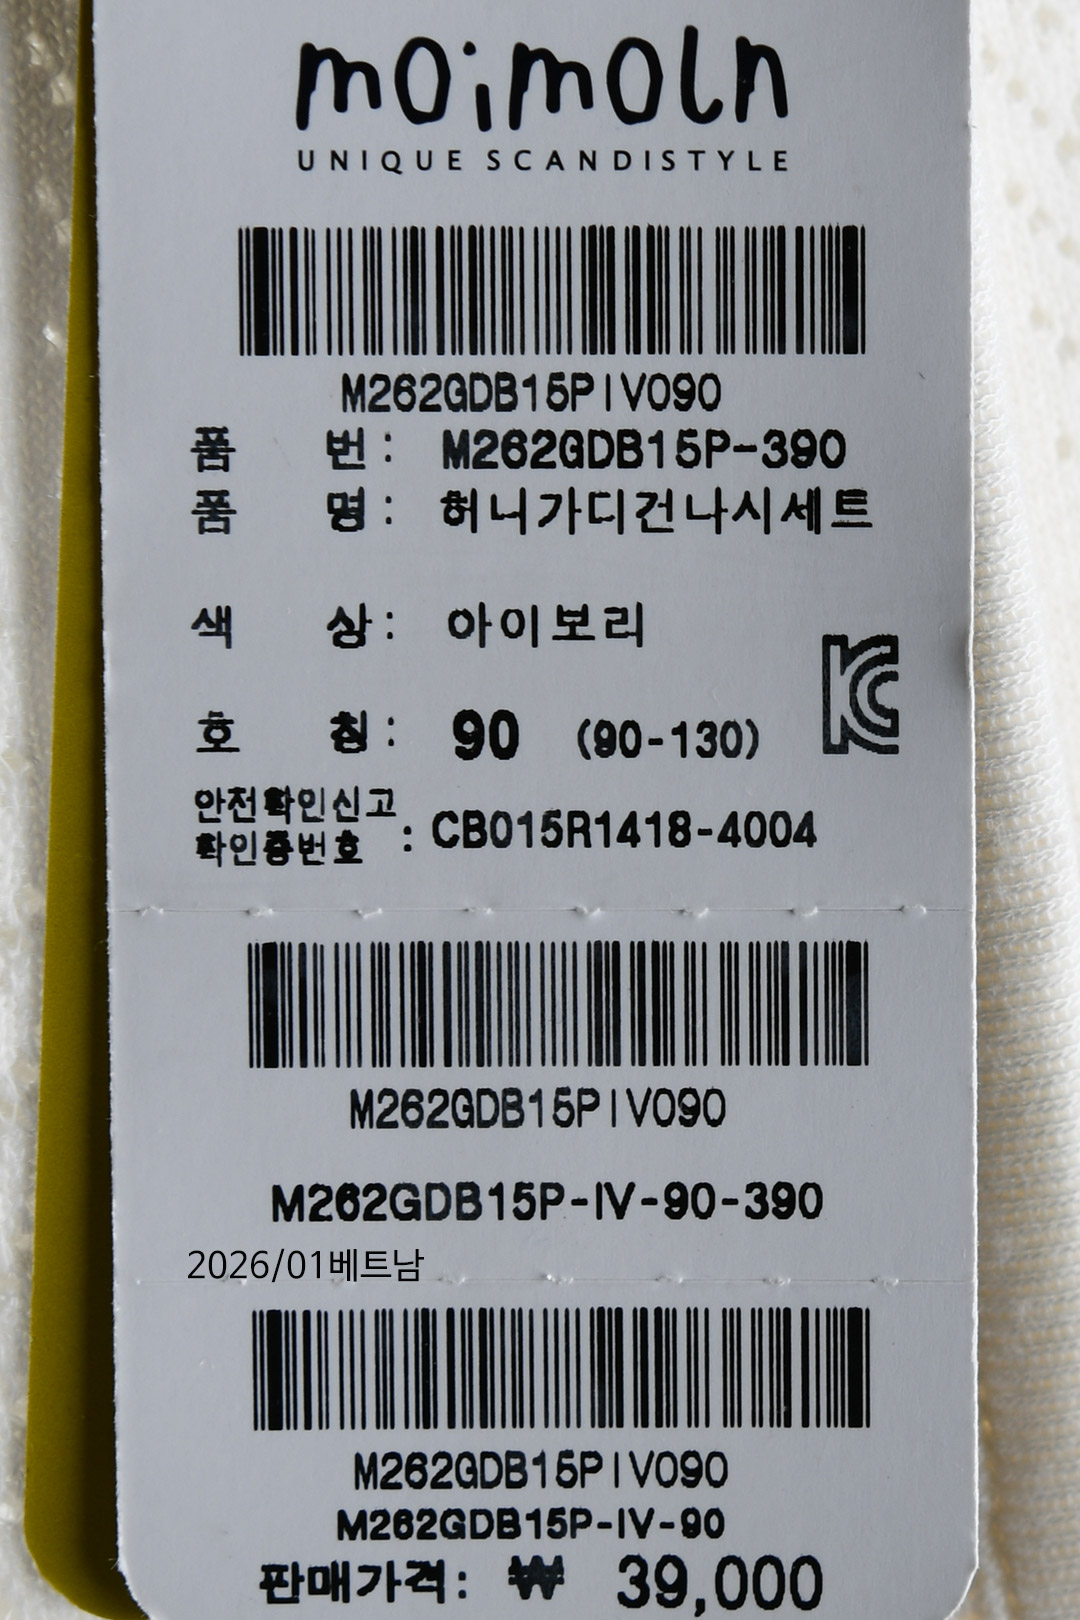 moimoln
UNIQUE SCANDISTYLE
M262GDB15PIV090
품 번: M262GDB15P-390
품 명: 허니가디건나시세트
색 상: 아이보리
호 칭: 90 (90-130)
안전확인신고
확인증번호 : CB015R1418-4004
M262GDB15PIV090
M262GDB15P-IV-90-390
2026/01베트남
M262GDB15PIV090
M262GDB15P-IV-90
판매가격: ₩ 39,000